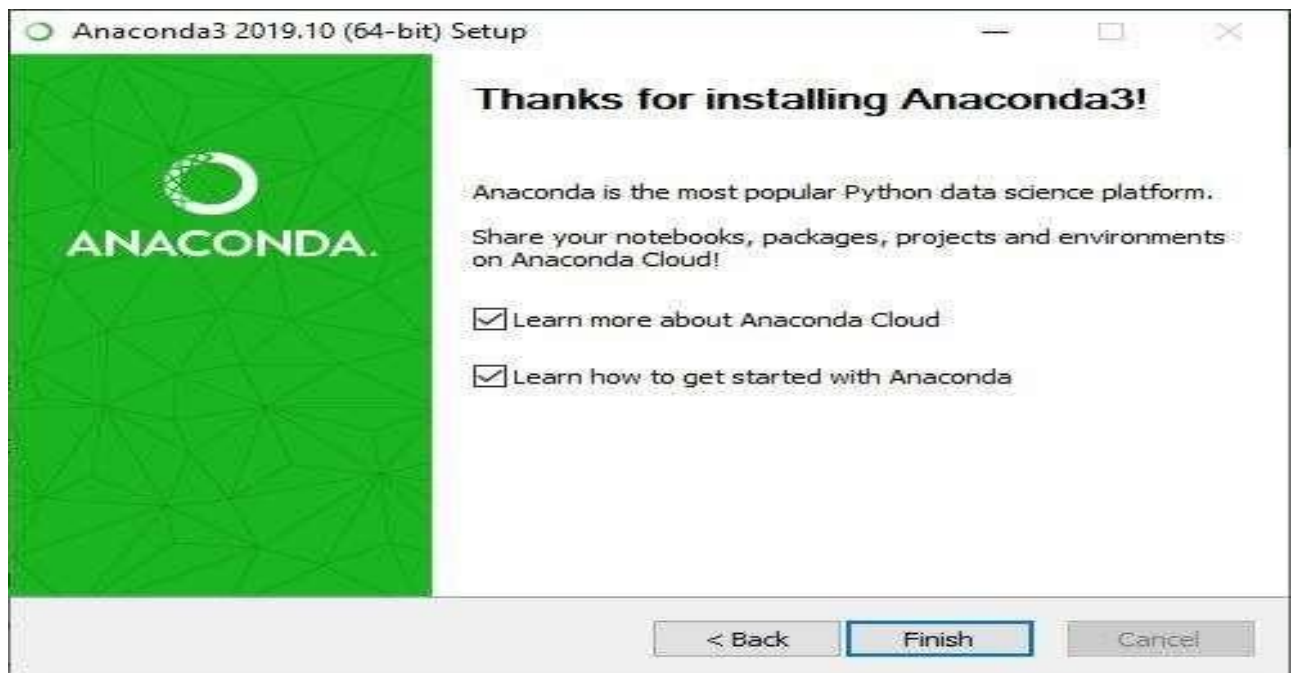 Anaconda3 2019.10 (64-bit) Setup
Thanks for installing Anaconda3!
ANACONDA.
Anaconda is the most popular Python data science platform.
Share your notebooks, packages, projects and environments
on Anaconda Cloud!
Learn more about Anaconda Cloud
Learn how to get started with Anaconda
< Back
Finish
Cancel